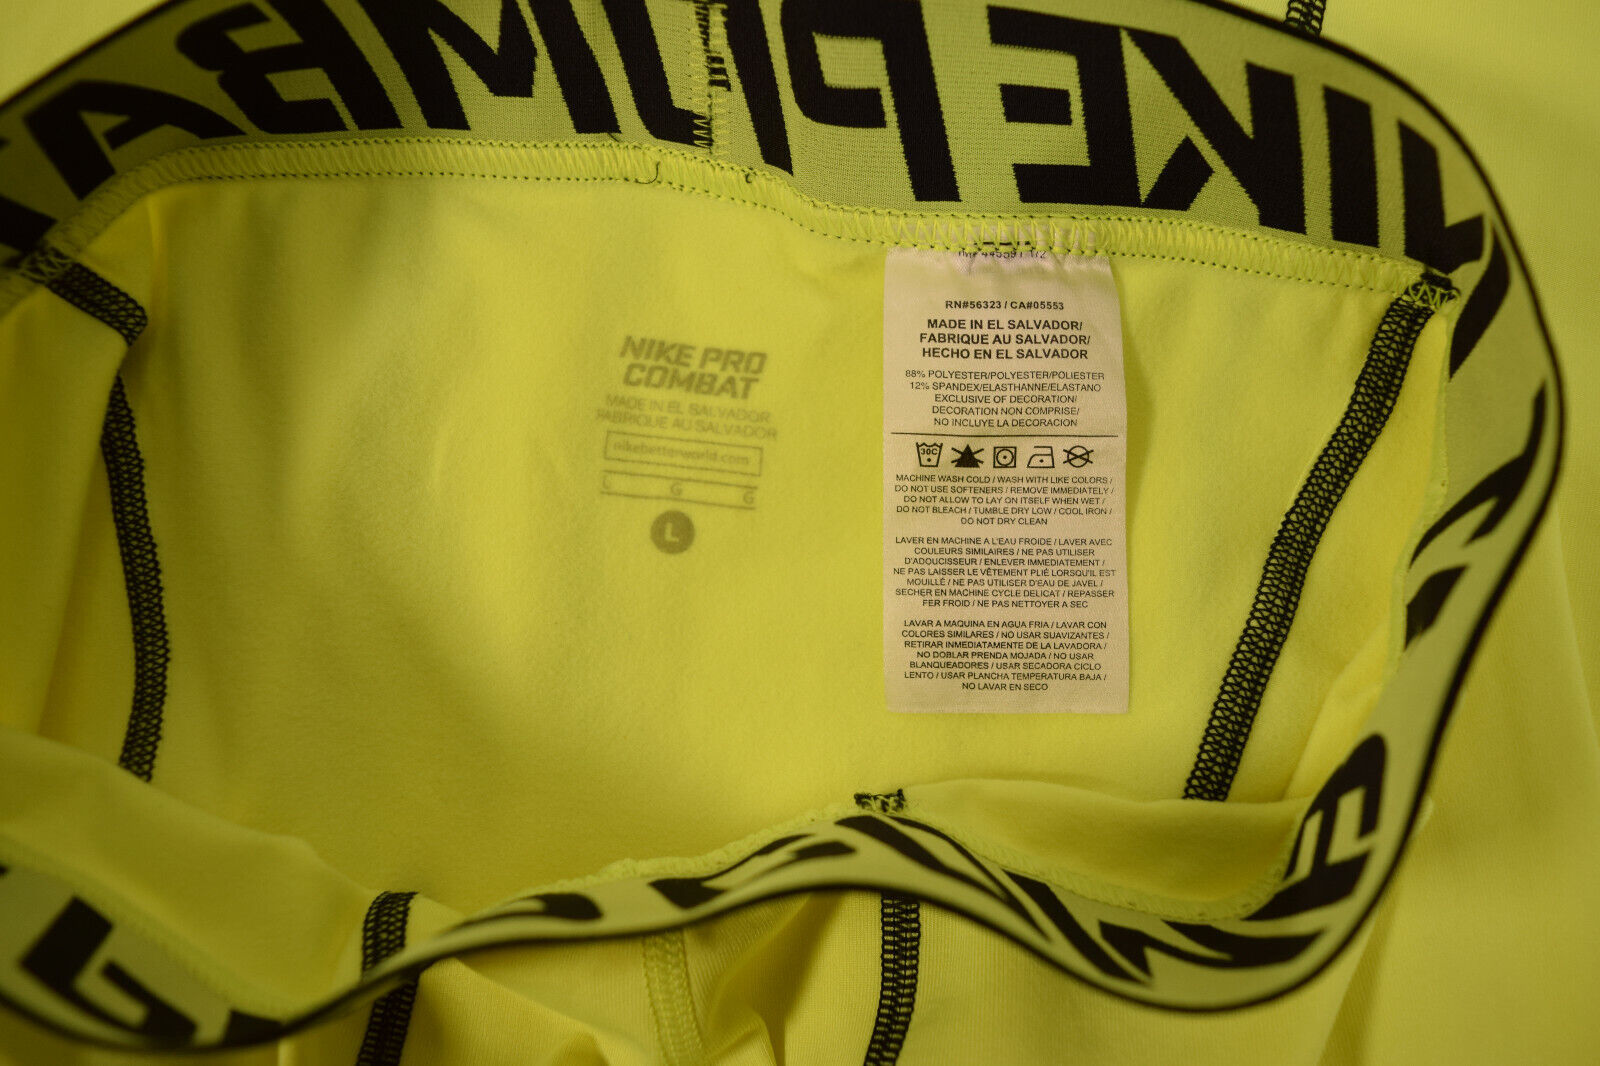 NIKE PRO
COMBAT
MADE IN EL SALVADOR
FABRIQUE AU SALVADOR
nikebetterworld.com
L G G
L
RN#56323 / CA#05553
MADE IN EL SALVADOR/
FABRIQUE AU SALVADOR/
HECHO EN EL SALVADOR
88% POLYESTER/POLYESTER/POLIESTER
12% SPANDEX/ELASTHANNE/ELASTANO
EXCLUSIVE OF DECORATION/
DECORATION NON COMPRISE/
NO INCLUYE LA DECORACION
30C
MACHINE WASH COLD / WASH WITH LIKE COLORS /
DO NOT USE SOFTENERS / REMOVE IMMEDIATELY /
DO NOT ALLOW TO LAY ON ITSELF WHEN WET /
DO NOT BLEACH / TUMBLE DRY LOW / COOL IRON /
DO NOT DRY CLEAN
LAVER EN MACHINE A L'EAU FROIDE / LAVER AVEC
COULEURS SIMILAIRES / NE PAS UTILISER
D'ADOUCISSEUR / ENLEVER IMMEDIATEMENT /
NE PAS LAISSER LE VÊTEMENT PLIÉ LORSQU'IL EST
MOUILLÉ / NE PAS UTILISER D'EAU DE JAVEL /
SECHER EN MACHINE CYCLE DELICAT / REPASSER
FER FROID / NE PAS NETTOYER A SEC
LAVAR A MAQUINA EN AGUA FRIA / LAVAR CON
COLORES SIMILARES / NO USAR SUAVIZANTES /
RETIRAR INMEDIATAMENTE DE LA LAVADORA /
NO DOBLAR PRENDA MOJADA / NO USAR
BLANQUEADORES / USAR SECADORA CICLO
LENTO / USAR PLANCHA TEMPERATURA BAJA /
NO LAVAR EN SECO